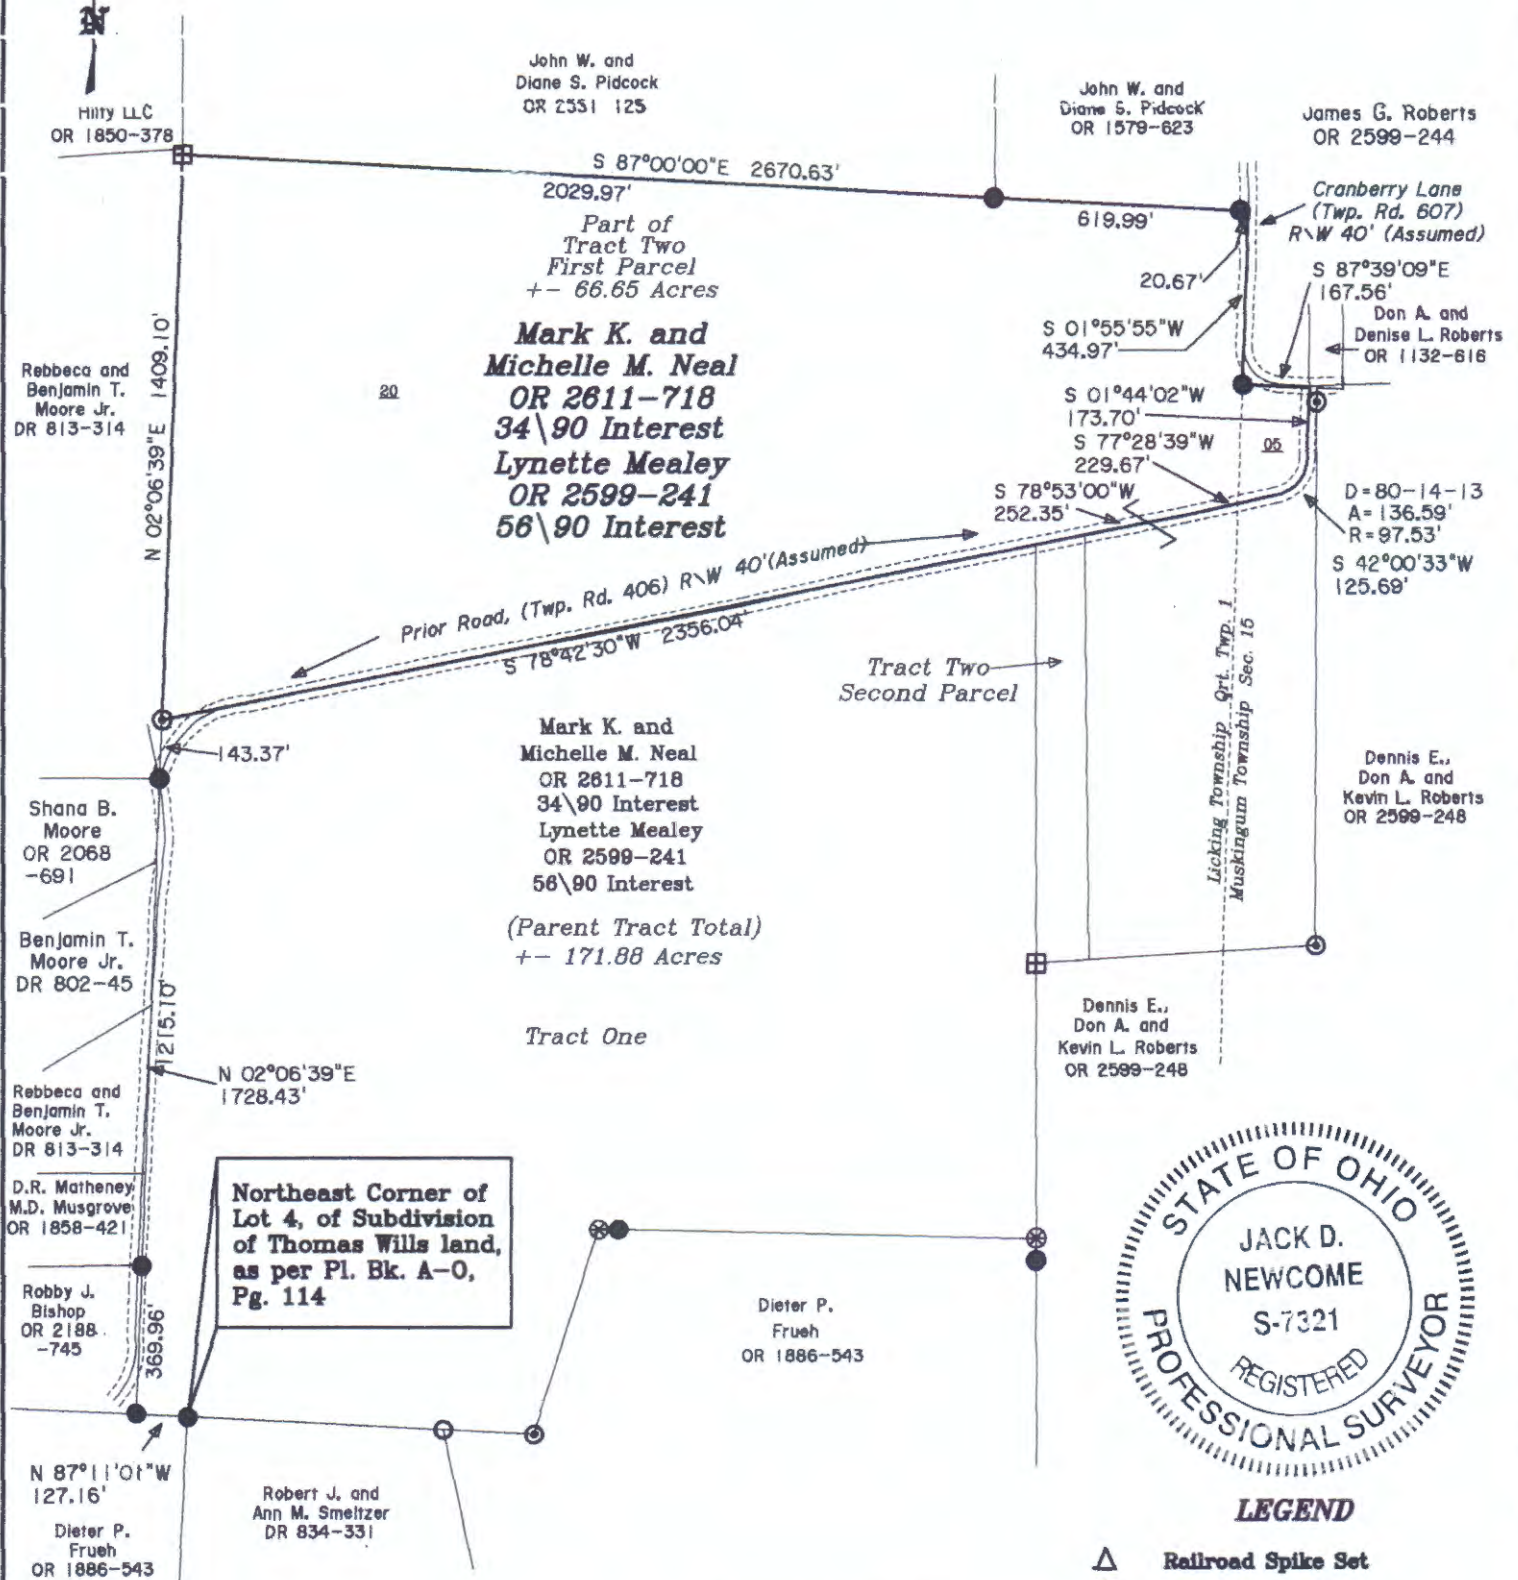 N
Hilty LLC
OR 1850-378
John W. and
Diane S. Pidcock
OR 2551 125
John W. and
Diane S. Pidcock
OR 1579-623
James G. Roberts
OR 2599-244
S 87°00'00"E 2670.63'
2029.97'
619.99'
Cranberry Lane
(Twp. Rd. 607)
R\W 40' (Assumed)
20.67'
S 87°39'09"E
167.56'
Don A. and
Denise L. Roberts
OR 1132-616
S 01°55'55"W
434.97'
Part of
Tract Two
First Parcel
+- 66.65 Acres
Mark K. and
Michelle M. Neal
OR 2611-718
34\90 Interest
Lynette Mealey
OR 2599-241
56\90 Interest
20
Rebbeca and
Benjamin T.
Moore Jr.
DR 813-314
N 02°06'39"E 1409.10'
S 01°44'02"W
173.70'
S 77°28'39"W
229.67'
05
S 78°53'00"W
252.35'
D=80-14-13
A=136.59'
R=97.53'
S 42°00'33"W
125.69'
Prior Road, (Twp. Rd. 406) R\W 40'(Assumed)
S 78°42'30"W 2356.04'
Tract Two
Second Parcel
Licking Township Qrt. Twp. 1
Muskingum Township Sec. 15
143.37'
Mark K. and
Michelle M. Neal
OR 2611-718
34\90 Interest
Lynette Mealey
OR 2599-241
56\90 Interest
(Parent Tract Total)
+- 171.88 Acres
Tract One
Dennis E.,
Don A. and
Kevin L. Roberts
OR 2599-248
Shana B.
Moore
OR 2068
-691
Benjamin T.
Moore Jr.
DR 802-45
1215.10'
N 02°06'39"E
1728.43'
Dennis E.,
Don A. and
Kevin L. Roberts
OR 2599-248
Rebbeca and
Benjamin T.
Moore Jr.
DR 813-314
D.R. Matheney
M.D. Musgrove
OR 1858-421
Northeast Corner of
Lot 4, of Subdivision
of Thomas Wills land,
as per Pl. Bk. A-O,
Pg. 114
Robby J.
Bishop
OR 2188
-745
369.96'
Dieter P.
Frueh
OR 1886-543
STATE OF OHIO
JACK D.
NEWCOME
S-7321
REGISTERED
PROFESSIONAL SURVEYOR
N 87°11'01"W
127.16'
Dieter P.
Frueh
OR 1886-543
Robert J. and
Ann M. Smeltzer
DR 834-331
LEGEND
Railroad Spike Set